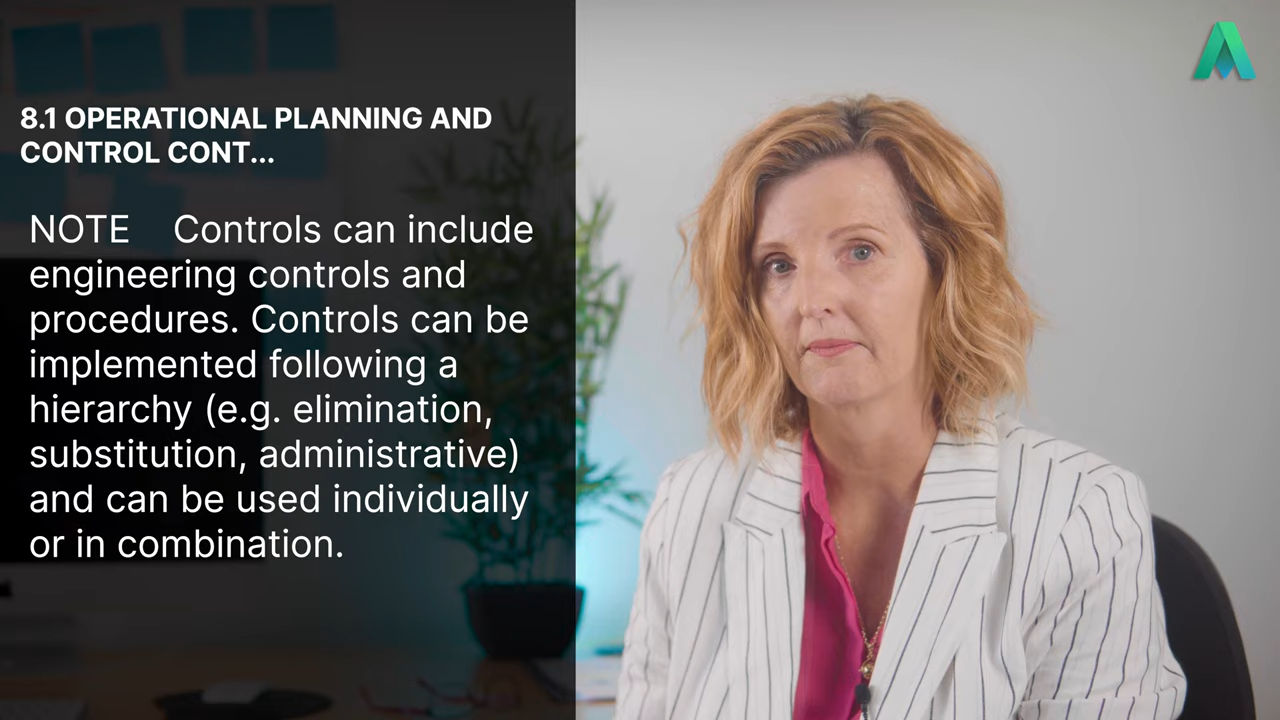 8.1 OPERATIONAL PLANNING AND
CONTROL CONT...
NOTE Controls can include
engineering controls and
procedures. Controls can be
implemented following a
hierarchy (e.g. elimination,
substitution, administrative)
and can be used individually
or in combination.